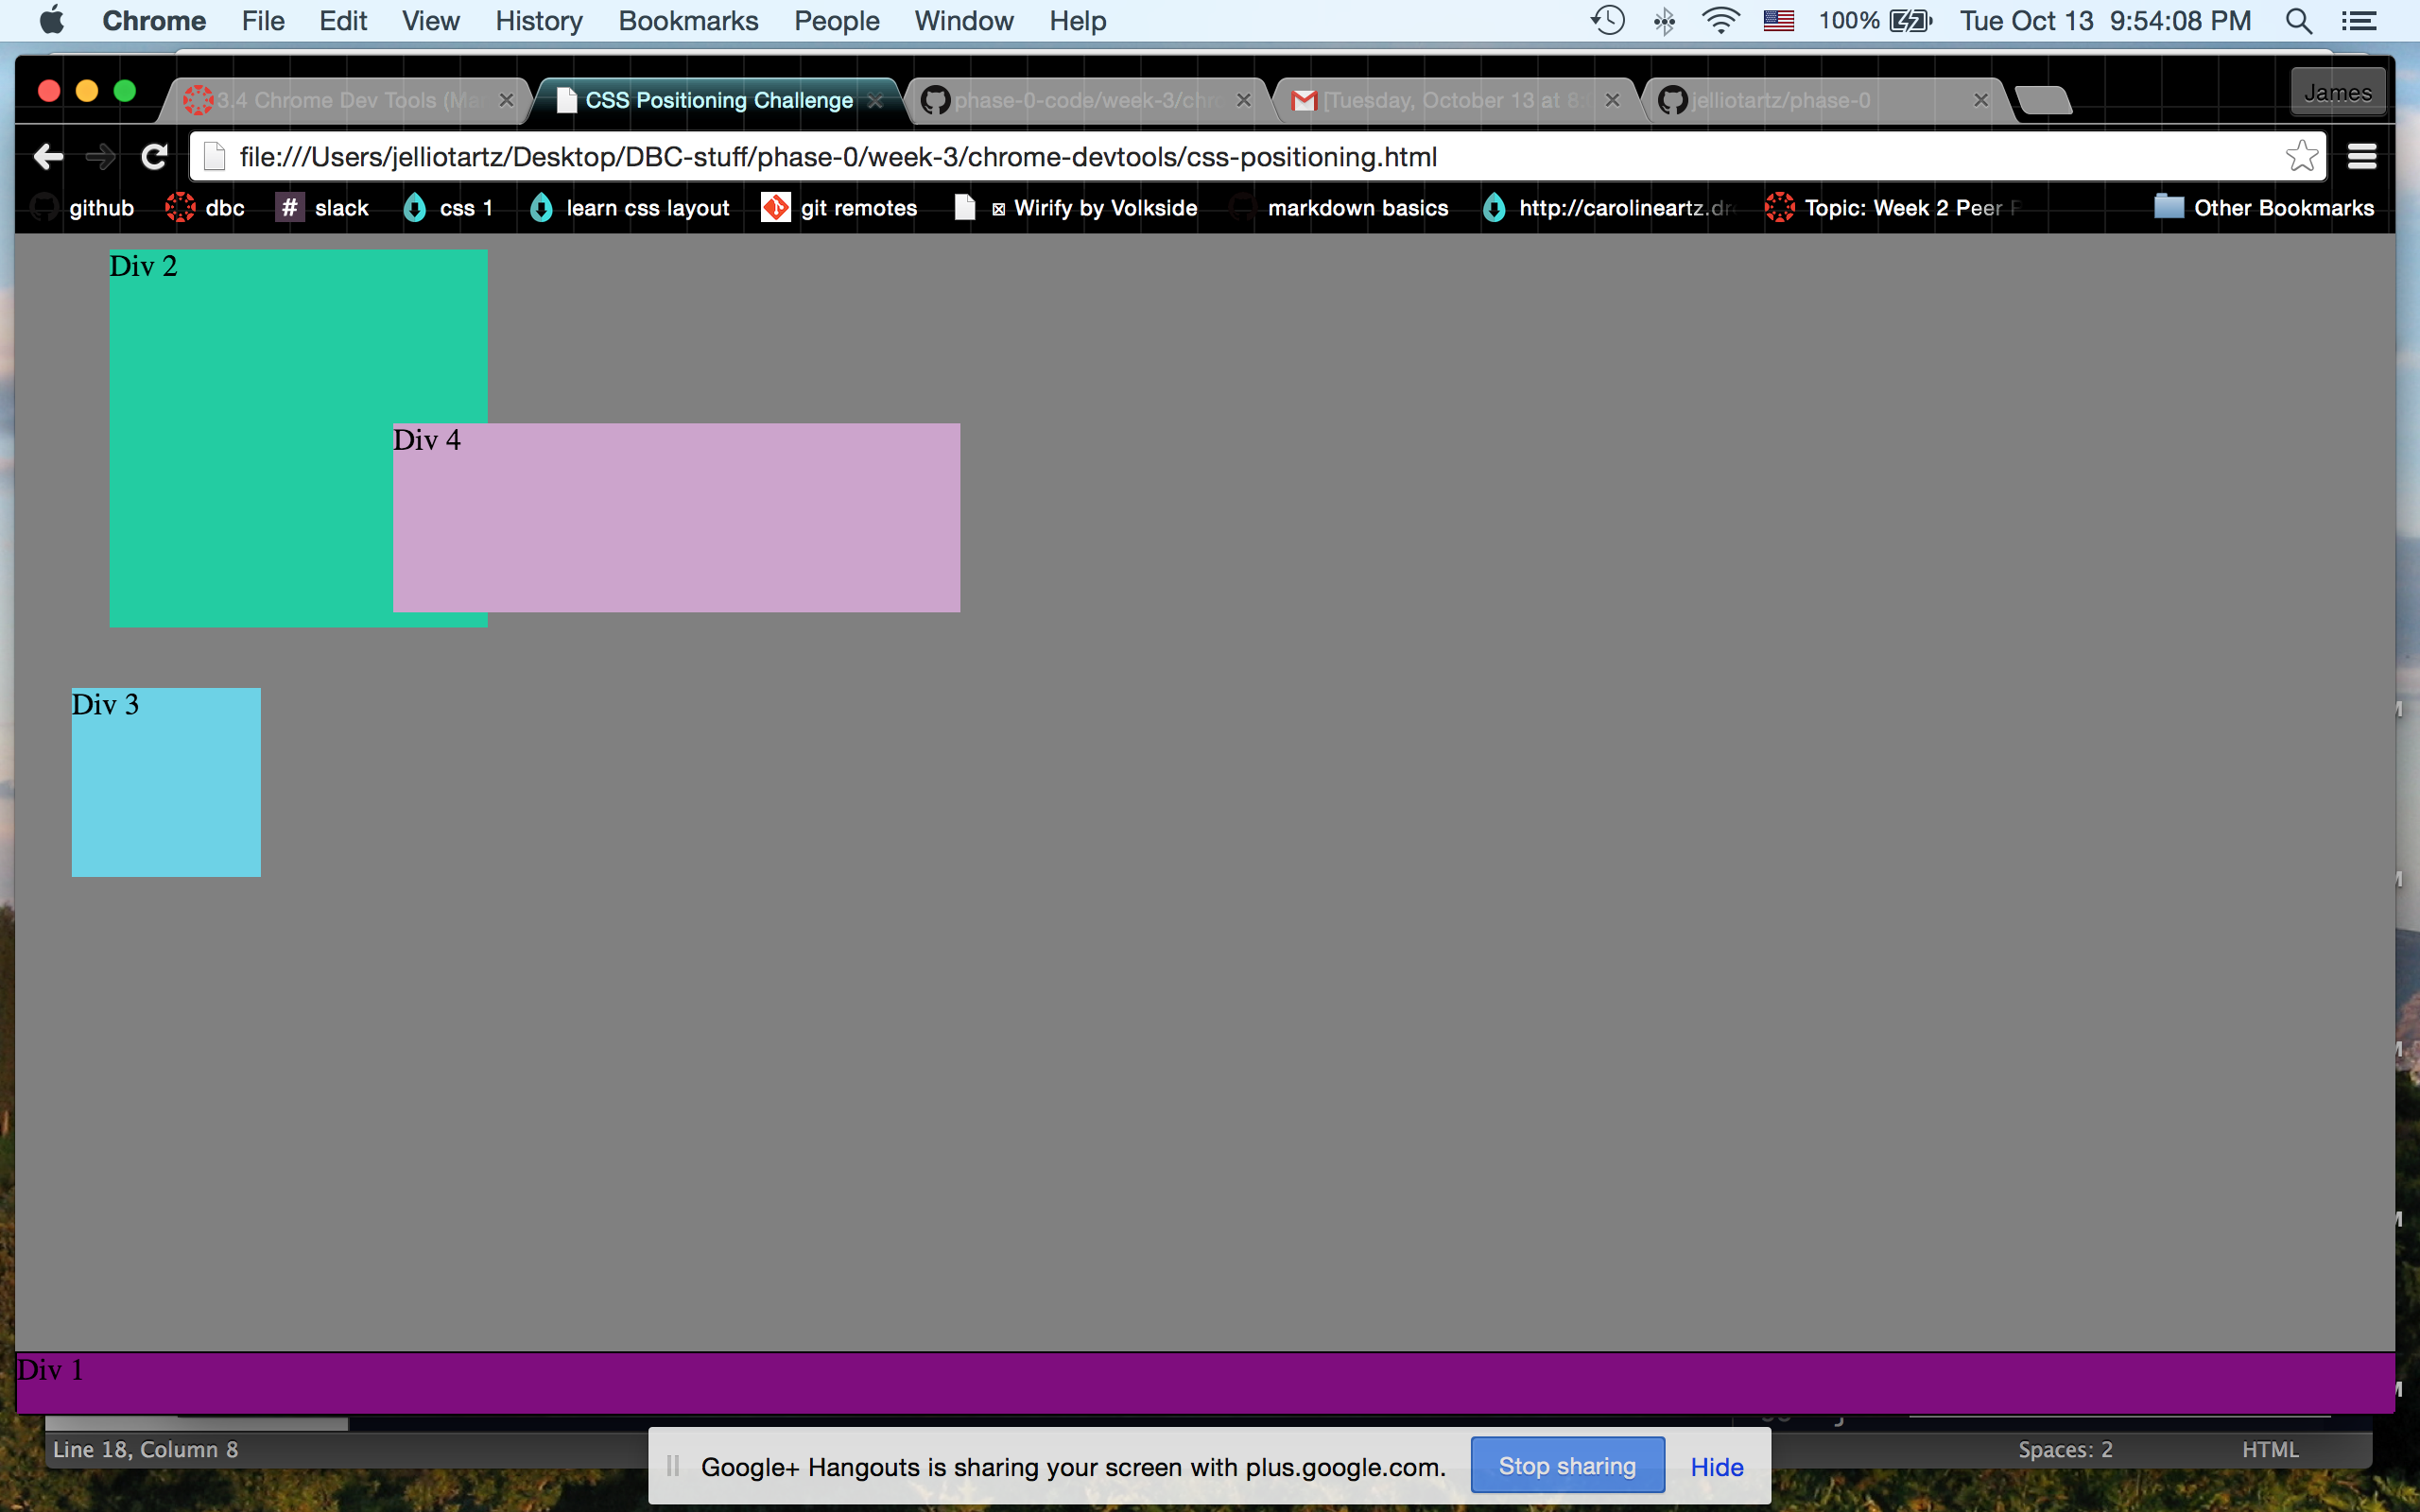 Chrome File Edit View History Bookmarks People Window Help 100% Tue Oct 13 9:54:08 PM
3.4 Chrome Dev Tools (Ma CSS Positioning Challenge phase-0-code/week-3/chr [Tuesday, October 13 at 8: jelliotartz/phase-0 James
file:///Users/jelliotartz/Desktop/DBC-stuff/phase-0/week-3/chrome-devtools/css-positioning.html
github dbc # slack css 1 learn css layout git remotes Wirify by Volkside markdown basics http://carolineartz.dr Topic: Week 2 Peer P Other Bookmarks
Div 2
Div 4
Div 3
Div 1
Line 18, Column 8 Spaces: 2 HTML
Google+ Hangouts is sharing your screen with plus.google.com. Stop sharing Hide